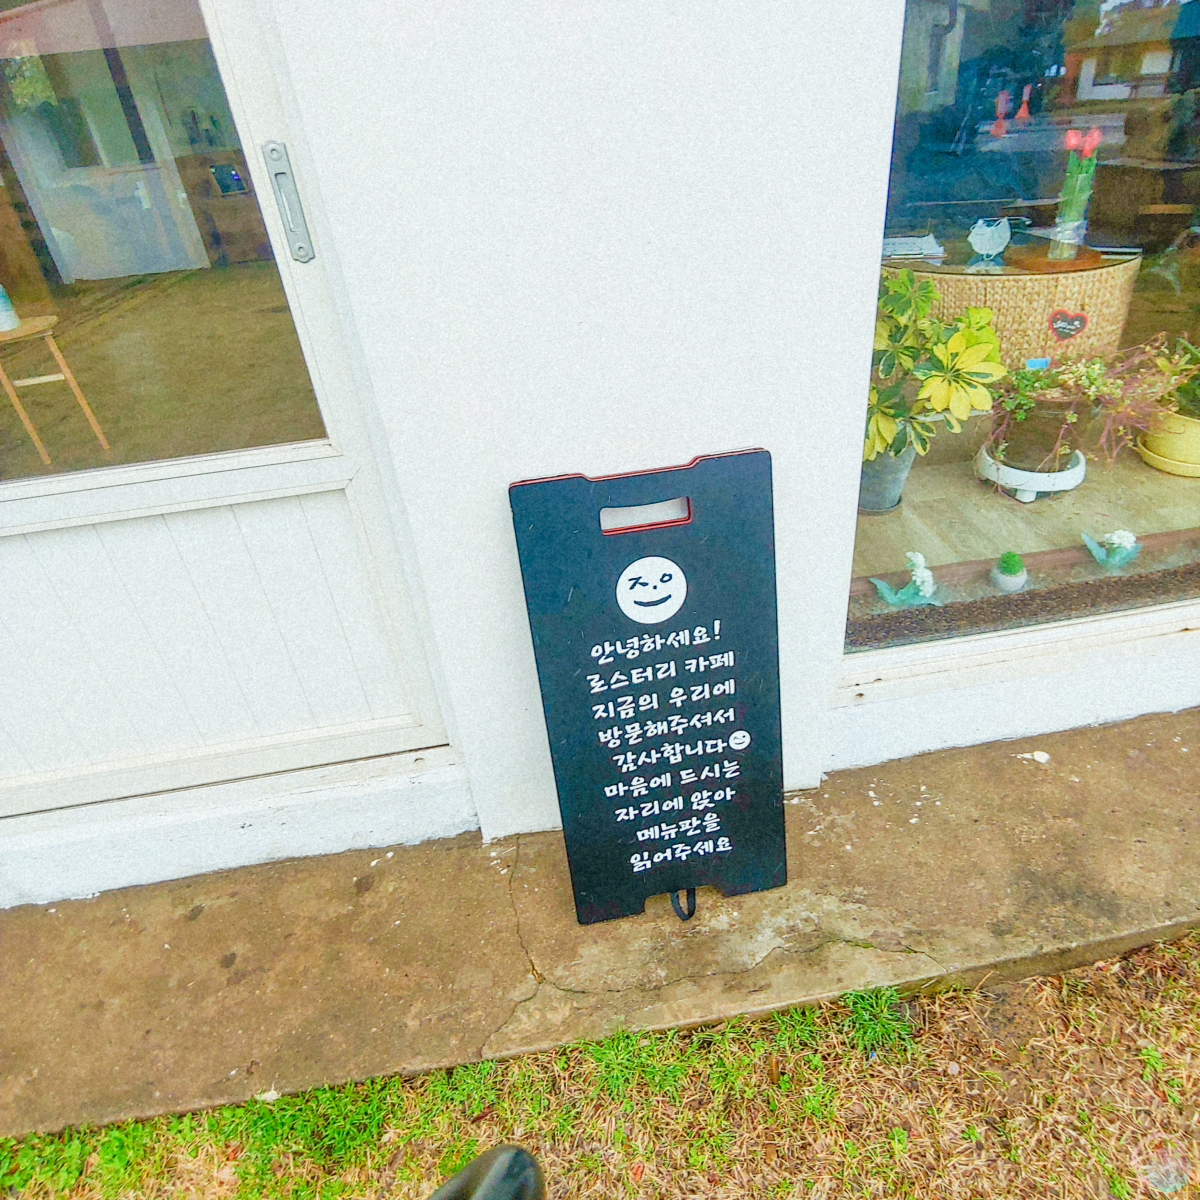 안녕하세요!
로스터리 카페
지금의 우리에
방문해주셔서
감사합니다
마음에 드시는
자리에 앉아
메뉴판을
읽어주세요